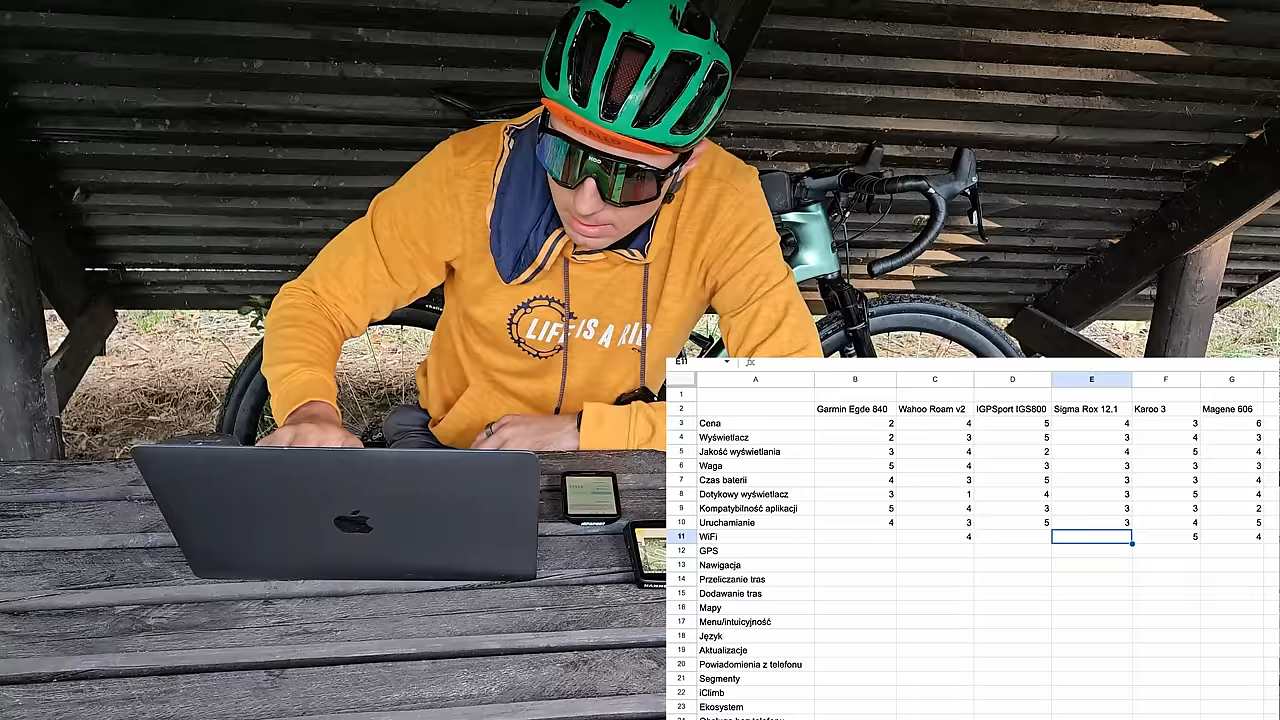 HOO
LIFE IS A RID
IGPSPORT
E11 fx
A B C D E F G
1
2 Garmin Egde 840 Wahoo Roam v2 IGPSport IGS800 Sigma Rox 12.1 Karoo 3 Magene 606
3 Cena 2 4 5 4 3 6
4 Wyświetlacz 2 3 5 3 4 3
5 Jakość wyświetlania 3 4 2 4 5 4
6 Waga 5 4 3 3 3 3
7 Czas baterii 4 3 5 3 3 4
8 Dotykowy wyświetlacz 3 1 4 3 5 4
9 Kompatybilność aplikacji 5 4 3 3 3 2
10 Uruchamianie 4 3 5 3 4 5
11 WiFi 4 5 4
12 GPS
13 Nawigacja
14 Przeliczanie tras
15 Dodawanie tras
16 Mapy
17 Menu/intuicyjność
18 Język
19 Aktualizacje
20 Powiadomienia z telefonu
21 Segmenty
22 iClimb
23 Ekosystem